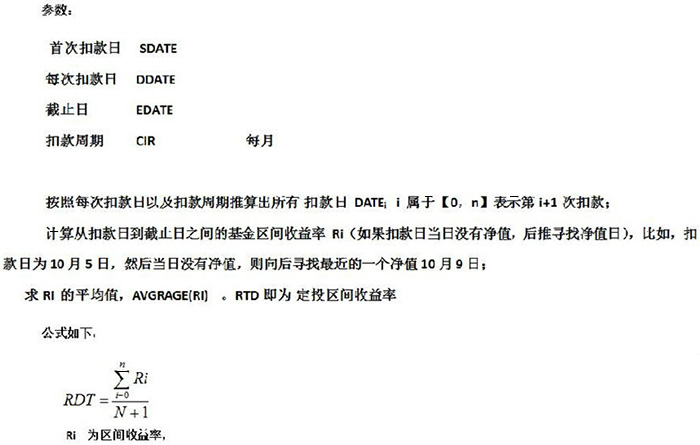 参数：
首次扣款日 SDATE
每次扣款日 DDATE
截止日 EDATE
扣款周期 CIR 每月
按照每次扣款日以及扣款周期推算出所有 扣款日 DATEi i 属于【0，n】表示第 i+1 次扣款；
计算从扣款日到截止日之间的基金区间收益率 Ri（如果扣款日当日没有净值，后推寻找净值日），比如，扣
款日为 10 月 5 日，然后当日没有净值，则向后寻找最近的一个净值 10 月 9 日；
求 RI 的平均值，AVGRAGE(RI) 。RTD 即为 定投区间收益率
公式如下，
RDT = \frac{\sum_{i=0}^{n} Ri}{N+1}
Ri 为区间收益率，